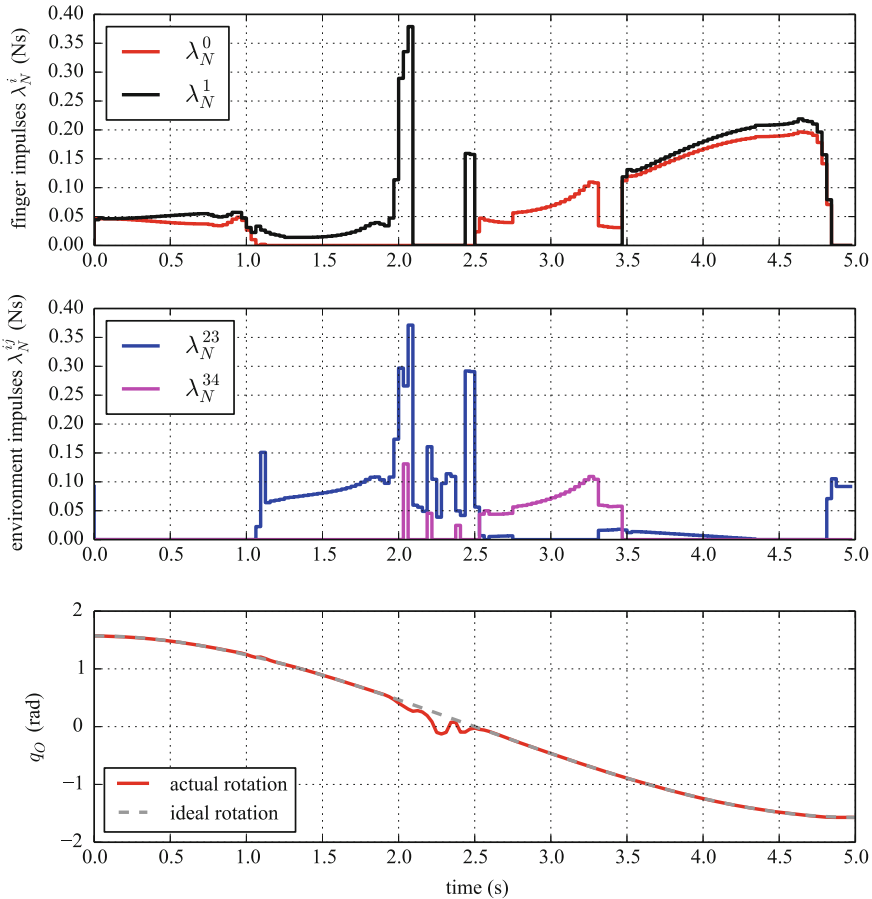 finger impulses λ_N^i (Ns)
0.40
0.35
0.30
0.25
0.20
0.15
0.10
0.05
0.00
λ_N^0
λ_N^1
0.0 0.5 1.0 1.5 2.0 2.5 3.0 3.5 4.0 4.5 5.0
environment impulses λ_N^{ij} (Ns)
0.40
0.35
0.30
0.25
0.20
0.15
0.10
0.05
0.00
λ_N^{23}
λ_N^{34}
0.0 0.5 1.0 1.5 2.0 2.5 3.0 3.5 4.0 4.5 5.0
q_O (rad)
2
1
0
−1
−2
actual rotation
ideal rotation
0.0 0.5 1.0 1.5 2.0 2.5 3.0 3.5 4.0 4.5 5.0
time (s)